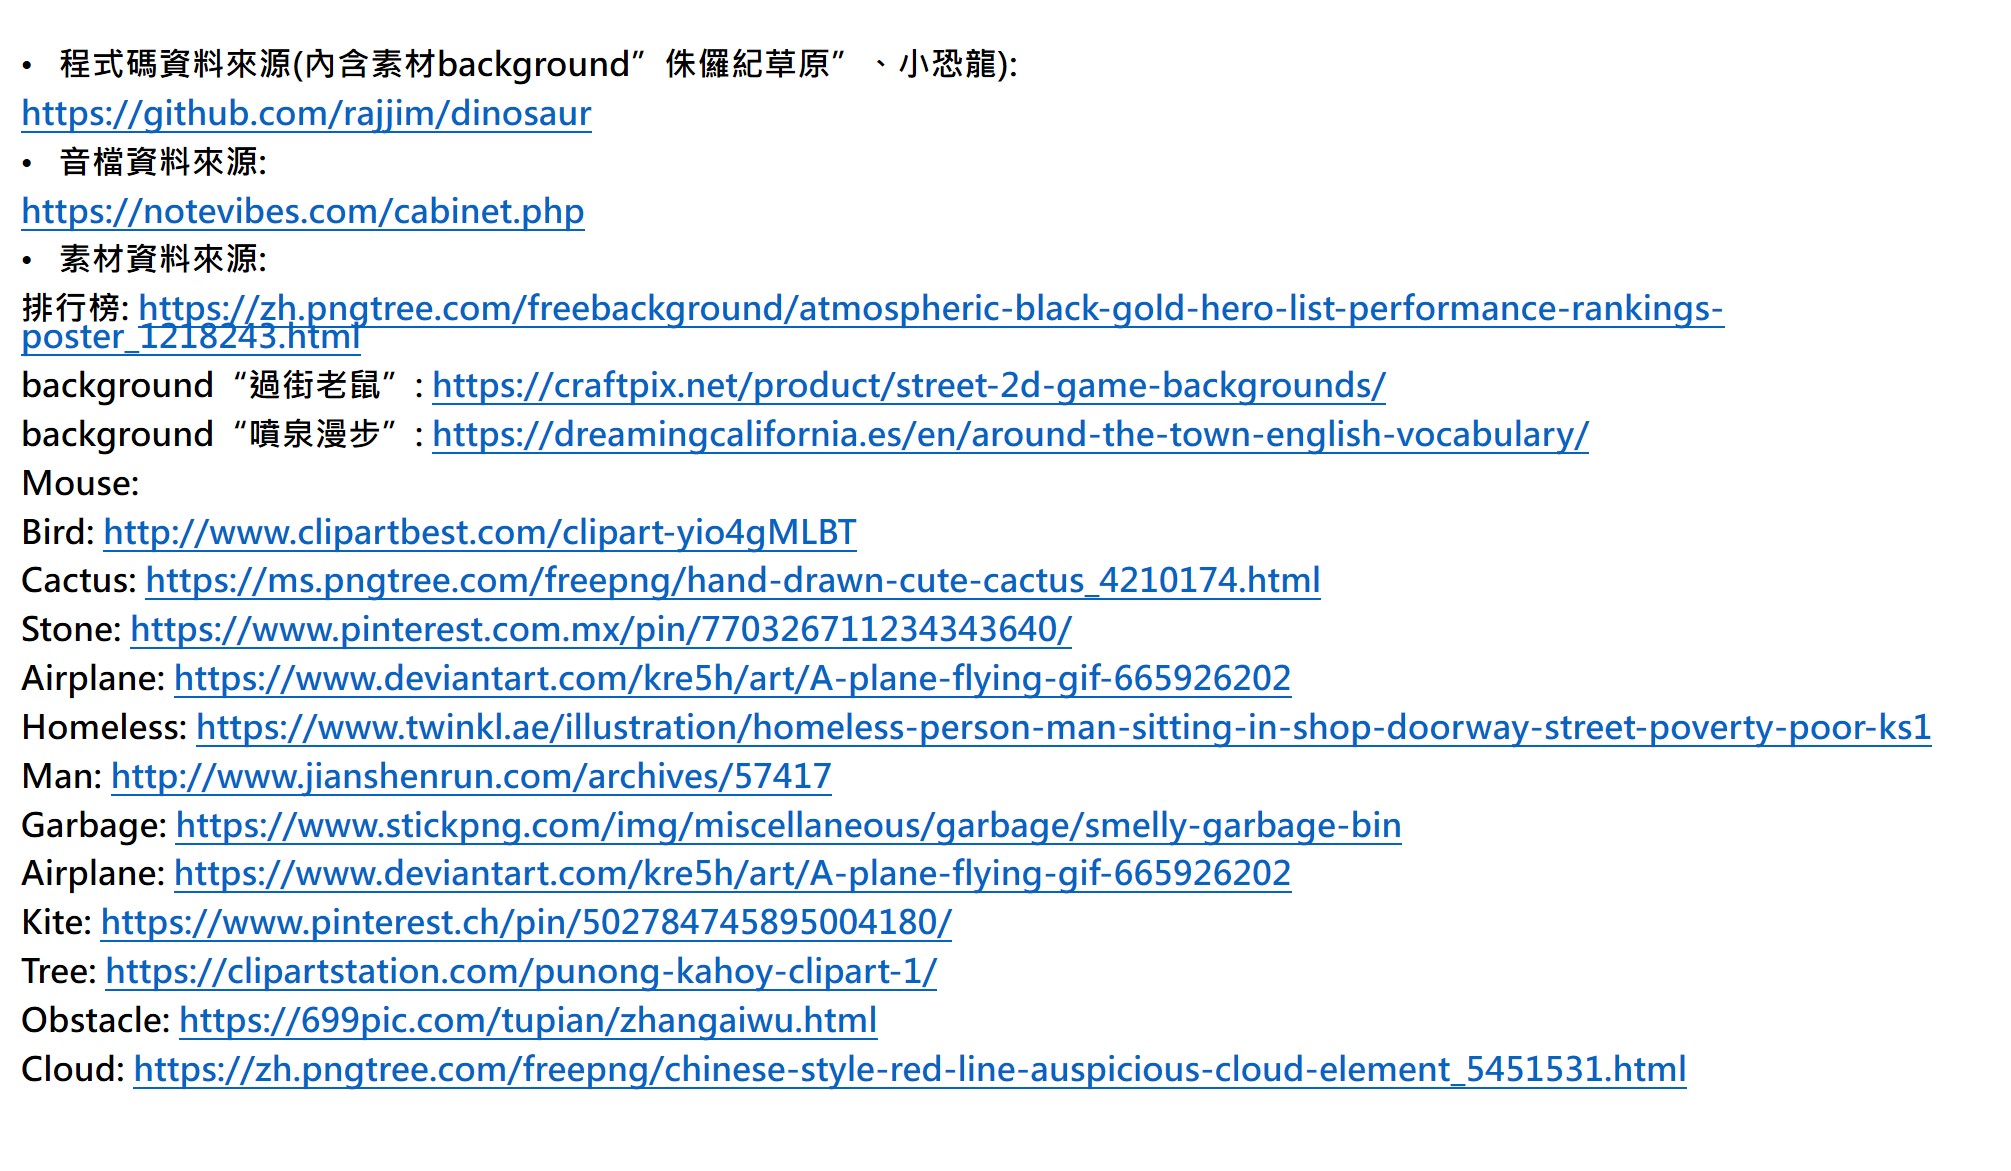 • 程式碼資料來源(內含素材background”侏儸紀草原”、小恐龍):
https://github.com/rajjim/dinosaur
• 音檔資料來源:
https://notevibes.com/cabinet.php
• 素材資料來源:
排行榜: https://zh.pngtree.com/freebackground/atmospheric-black-gold-hero-list-performance-rankings-
poster_1218243.html
background“過街老鼠”: https://craftpix.net/product/street-2d-game-backgrounds/
background“噴泉漫步”: https://dreamingcalifornia.es/en/around-the-town-english-vocabulary/
Mouse:
Bird: http://www.clipartbest.com/clipart-yio4gMLBT
Cactus: https://ms.pngtree.com/freepng/hand-drawn-cute-cactus_4210174.html
Stone: https://www.pinterest.com.mx/pin/770326711234343640/
Airplane: https://www.deviantart.com/kre5h/art/A-plane-flying-gif-665926202
Homeless: https://www.twinkl.ae/illustration/homeless-person-man-sitting-in-shop-doorway-street-poverty-poor-ks1
Man: http://www.jianshenrun.com/archives/57417
Garbage: https://www.stickpng.com/img/miscellaneous/garbage/smelly-garbage-bin
Airplane: https://www.deviantart.com/kre5h/art/A-plane-flying-gif-665926202
Kite: https://www.pinterest.ch/pin/502784745895004180/
Tree: https://clipartstation.com/punong-kahoy-clipart-1/
Obstacle: https://699pic.com/tupian/zhangaiwu.html
Cloud: https://zh.pngtree.com/freepng/chinese-style-red-line-auspicious-cloud-element_5451531.html